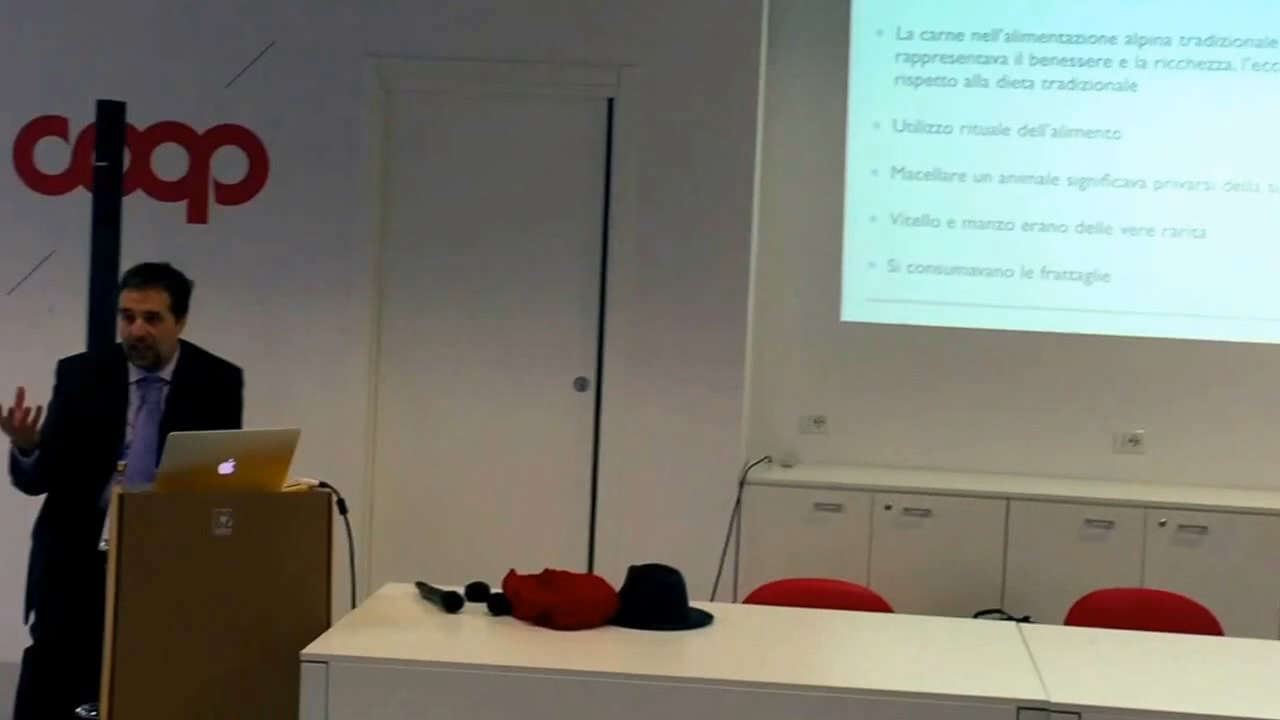 coop
La carne nell'alimentazione alpina tradizionale
rappresentava il benessere e la ricchezza, l'ecc
rispetto alla dieta tradizionale
Utilizzo rituale dell'alimento
Macellare un animale significava privarsi della
Vitello e manzo erano delle vere rarità
Si consumavano le frattaglie